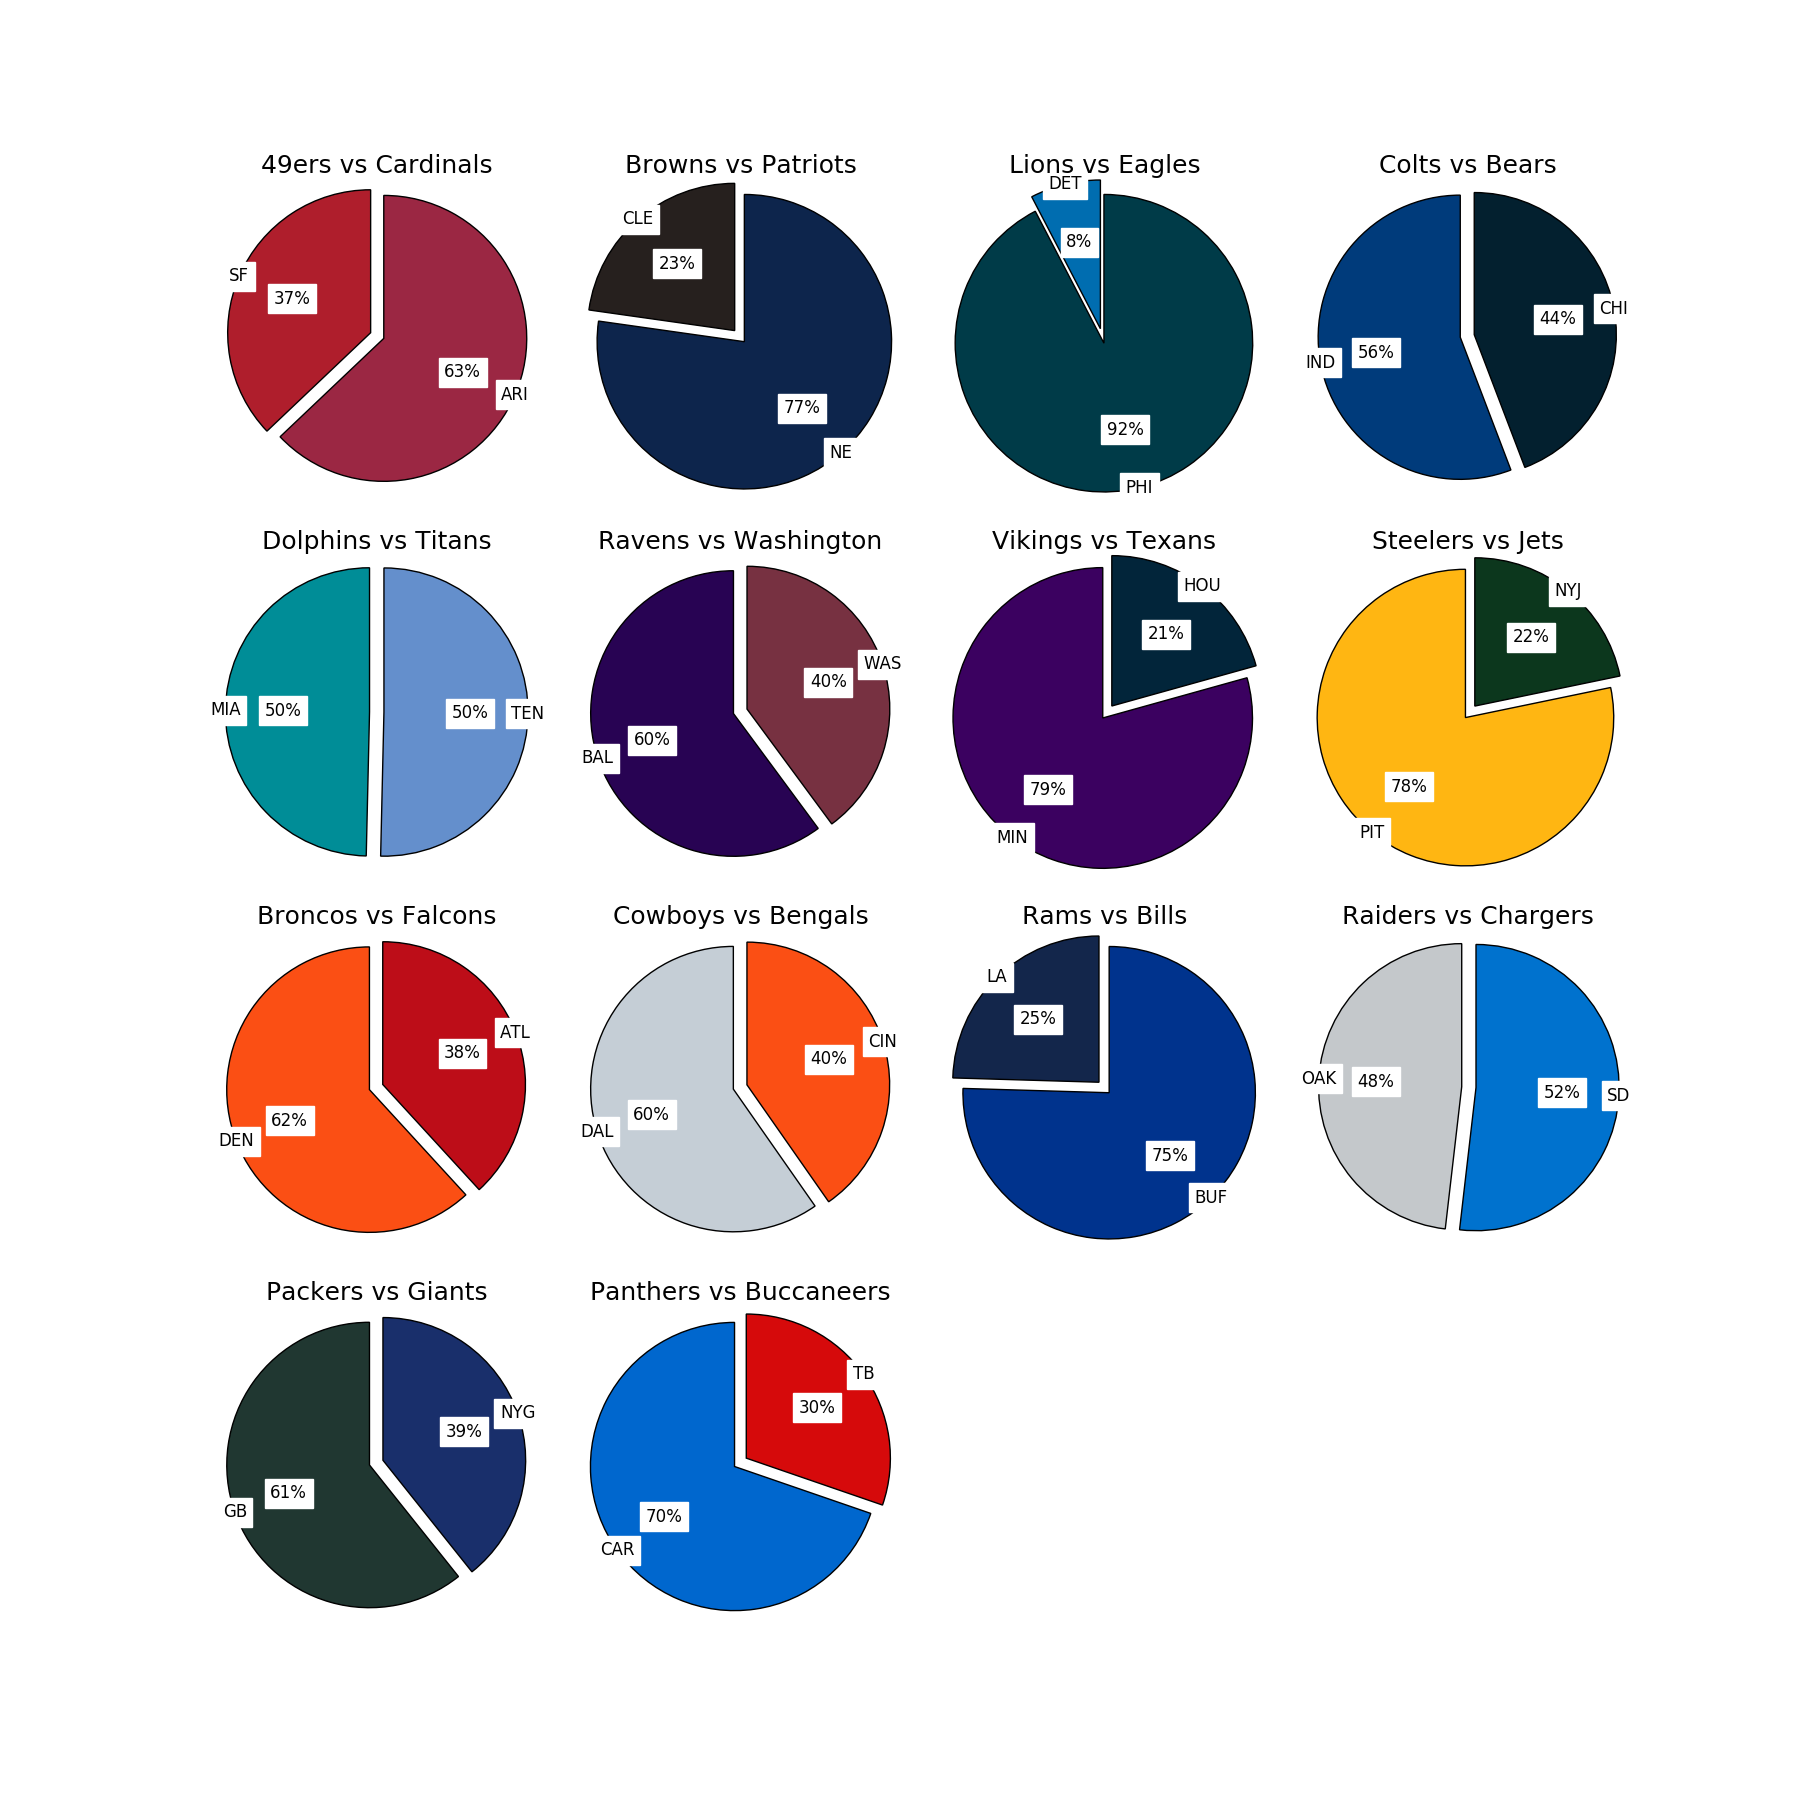 49ers vs Cardinals
SF
37%
63%
ARI
Browns vs Patriots
CLE
23%
77%
NE
Lions vs Eagles
DET
8%
92%
PHI
Colts vs Bears
CHI
44%
56%
IND
Dolphins vs Titans
MIA
50%
50%
TEN
Ravens vs Washington
WAS
40%
60%
BAL
Vikings vs Texans
HOU
21%
79%
MIN
Steelers vs Jets
NYJ
22%
78%
PIT
Broncos vs Falcons
ATL
38%
62%
DEN
Cowboys vs Bengals
CIN
40%
60%
DAL
Rams vs Bills
LA
25%
75%
BUF
Raiders vs Chargers
OAK
48%
52%
SD
Packers vs Giants
NYG
39%
61%
GB
Panthers vs Buccaneers
TB
30%
70%
CAR